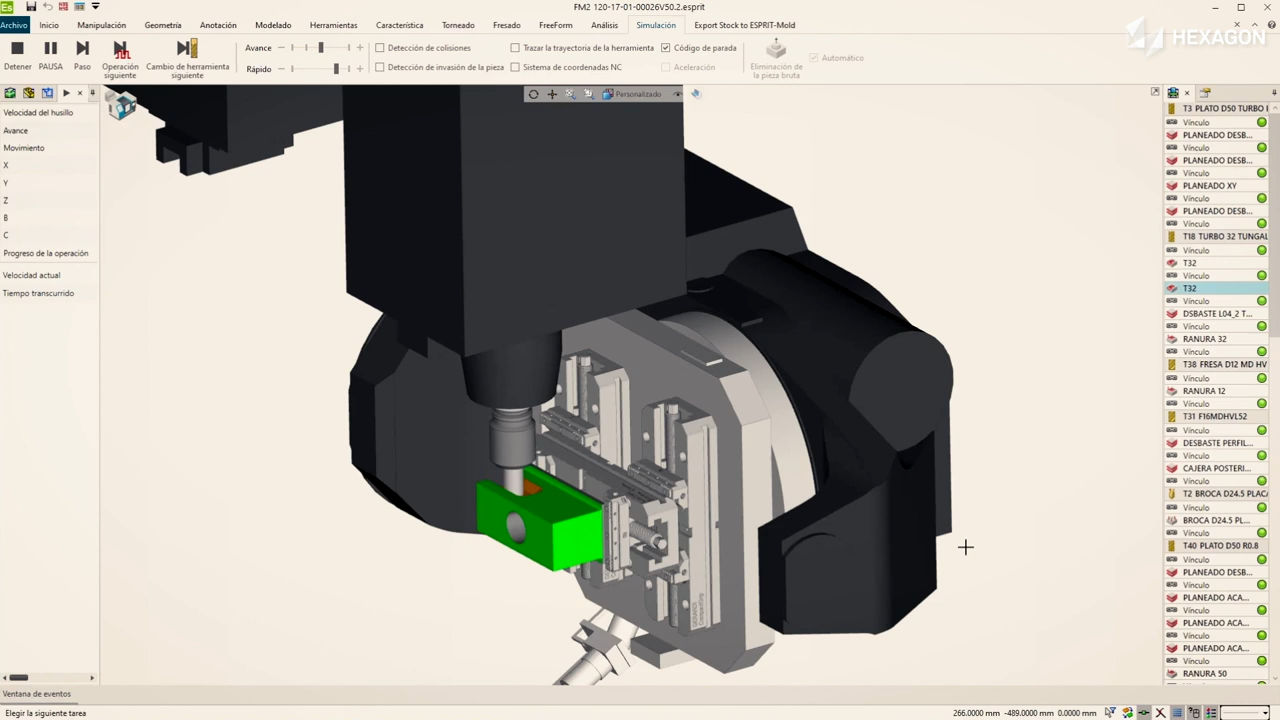 FM2 120-17-01-00026V50.2.esprit
Archivo Inicio Manipulación Geometría Anotación Modelado Herramientas Característica Torneado Fresado FreeForm Análisis Simulación Export Stock to ESPRIT-Mold
HEXAGON
Detener
PAUSA
Paso
Operación siguiente
Cambio de herramienta siguiente
Avance
Rápido
Detección de colisiones
Detección de invasión de la pieza
Trazar la trayectoria de la herramienta
Sistema de coordenadas NC
Código de parada
Aceleración
Eliminación de la pieza bruta
Automático
Personalizado
Velocidad del husillo
Avance
Movimiento
X
Y
Z
B
C
Progreso de la operación
Velocidad actual
Tiempo transcurrido
T3 PLATO D50 TURBO
Vínculo
PLANEADO DESB...
Vínculo
PLANEADO DESB...
Vínculo
PLANEADO XY
Vínculo
PLANEADO DESB...
Vínculo
T18 TURBO 32 TUNGAL
Vínculo
T32
Vínculo
T32
Vínculo
DSBASTE L04_2 T...
Vínculo
RANURA 32
Vínculo
T38 FRESA D12 MD HV
Vínculo
RANURA 12
Vínculo
T31 F16MDHVL52
Vínculo
DESBASTE PERFIL...
Vínculo
CAJERA POSTERI...
Vínculo
T2 BROCA D24.5 PLACA
Vínculo
BROCA D24.5 PL...
Vínculo
T40 PLATO D50 R0.8
Vínculo
PLANEADO DESB...
Vínculo
PLANEADO ACA...
Vínculo
PLANEADO ACA...
Vínculo
PLANEADO ACA...
Vínculo
RANURA 50
Ventana de eventos
Elegir la siguiente tarea
266.0000 mm -489.0000 mm 0.0000 mm